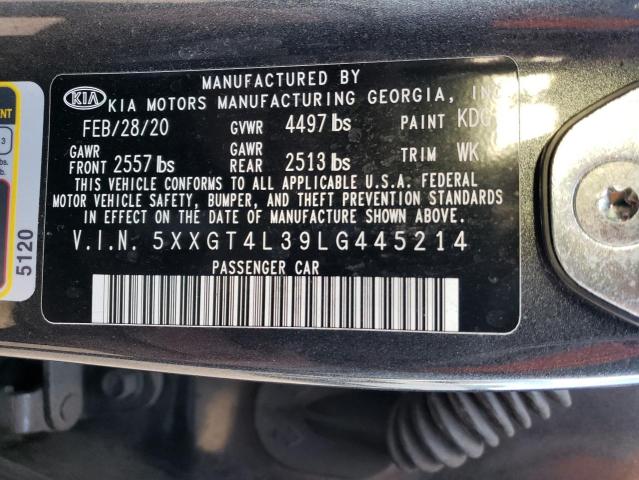 MANUFACTURED BY
KIA KIA MOTORS MANUFACTURING GEORGIA,
FEB/28/20 GVWR 4497 lbs PAINT
GAWR FRONT 2557 lbs GAWR REAR 2513 lbs TRIM WK
THIS VEHICLE CONFORMS TO ALL APPLICABLE U.S.A. FEDERAL
MOTOR VEHICLE SAFETY, BUMPER, AND THEFT PREVENTION STANDARDS
IN EFFECT ON THE DATE OF MANUFACTURE SHOWN ABOVE.
V.I.N. 5XXGT4L39LG445214
PASSENGER CAR
5120